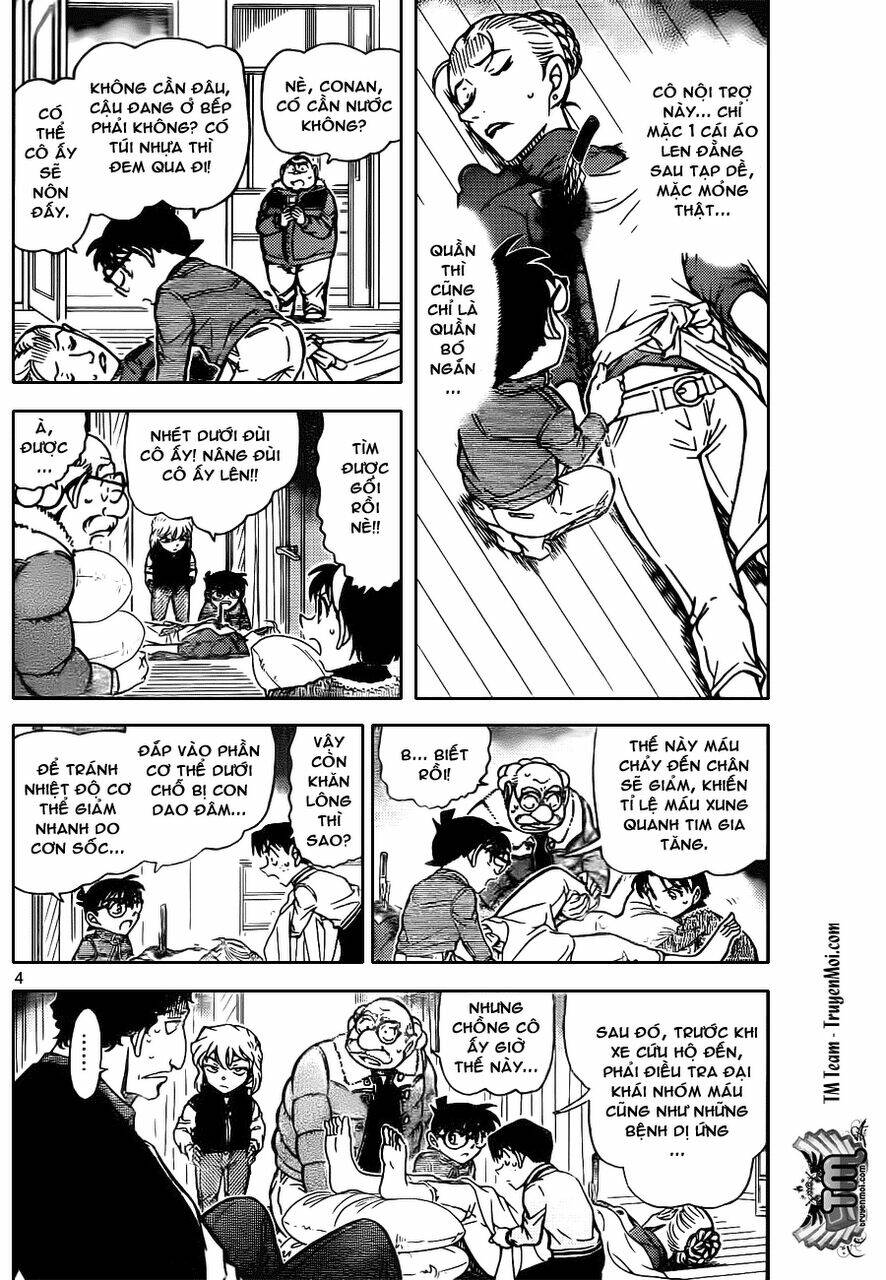 CÔ NỘI TRỢ
NÀY... CHỈ
MẶC 1 CÁI ÁO
LEN ĐẰNG
SAU TẠP DỀ,
MẶC MỎNG
THẬT...
QUẦN
THÌ
CŨNG
CHỈ LÀ
QUẦN
BÓ
NGẮN
...
NÈ, CONAN,
CÓ CẦN NƯỚC
KHÔNG?
KHÔNG CẦN ĐÂU,
CẬU ĐANG Ở BẾP
PHẢI KHÔNG? CÓ
TÚI NHỰA THÌ
ĐEM QUA ĐI!
CÓ
THỂ
CÔ ẤY
SẼ
NÔN
ĐẤY.
TÌM
ĐƯỢC
GỐI
RỒI
NÈ!!
NHÉT DƯỚI ĐÙI
CÔ ẤY! NÂNG ĐÙI
CÔ ẤY LÊN!!
À,
ĐƯỢC
...
THẾ NÀY MÁU
CHẢY ĐẾN CHÂN
SẼ GIẢM, KHIẾN
TỈ LỆ MÁU XUNG
QUANH TIM GIA
TĂNG.
B... BIẾT
RỒI!
VẬY
CÒN
KHĂN
LÔNG
THÌ
SAO?
ĐẮP VÀO PHẦN
CƠ THỂ DƯỚI
CHỖ BỊ CON
DAO ĐÂM...
ĐỂ TRÁNH
NHIỆT ĐỘ CƠ
THỂ GIẢM
NHANH DO
CƠN SỐC...
4
SAU ĐÓ, TRƯỚC KHI
XE CỨU HỘ ĐẾN,
PHẢI ĐIỀU TRA ĐẠI
KHÁI NHÓM MÁU
CŨNG NHƯ NHỮNG
BỆNH DỊ ỨNG
...
NHƯNG
CHỒNG CÔ
ẤY GIỜ
THẾ NÀY...
......
TM Team - TruyenMoi.com
TM
truyenmoi.com